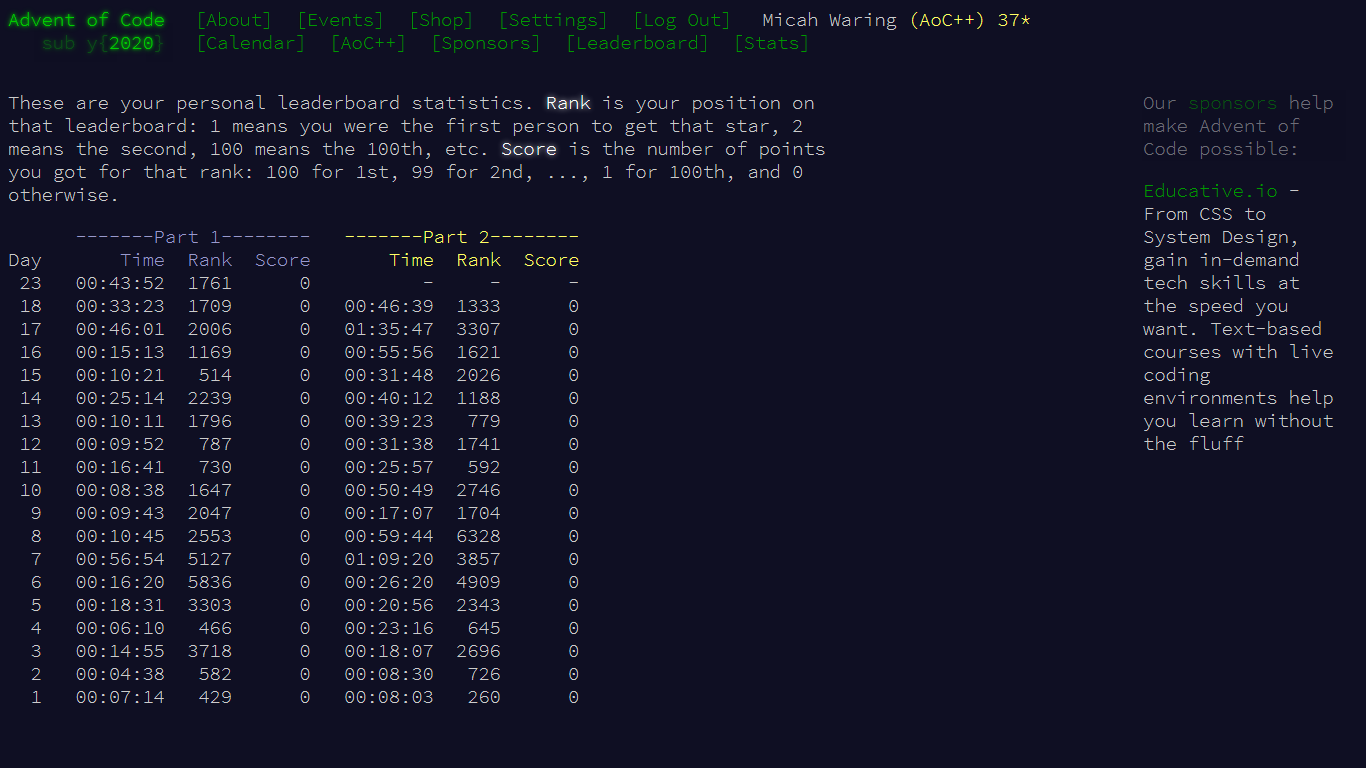 Advent of Code [About] [Events] [Shop] [Settings] [Log Out] Micah Waring (AoC++) 37*
sub y{2020} [Calendar] [AoC++] [Sponsors] [Leaderboard] [Stats]
These are your personal leaderboard statistics. Rank is your position on
that leaderboard: 1 means you were the first person to get that star, 2
means the second, 100 means the 100th, etc. Score is the number of points
you got for that rank: 100 for 1st, 99 for 2nd, ..., 1 for 100th, and 0
otherwise.
-------Part 1-------- -------Part 2--------
Day Time Rank Score Time Rank Score
23 00:43:52 1761 0 - - -
18 00:33:23 1709 0 00:46:39 1333 0
17 00:46:01 2006 0 01:35:47 3307 0
16 00:15:13 1169 0 00:55:56 1621 0
15 00:10:21 514 0 00:31:48 2026 0
14 00:25:14 2239 0 00:40:12 1188 0
13 00:10:11 1796 0 00:39:23 779 0
12 00:09:52 787 0 00:31:38 1741 0
11 00:16:41 730 0 00:25:57 592 0
10 00:08:38 1647 0 00:50:49 2746 0
9 00:09:43 2047 0 00:17:07 1704 0
8 00:10:45 2553 0 00:59:44 6328 0
7 00:56:54 5127 0 01:09:20 3857 0
6 00:16:20 5836 0 00:26:20 4909 0
5 00:18:31 3303 0 00:20:56 2343 0
4 00:06:10 466 0 00:23:16 645 0
3 00:14:55 3718 0 00:18:07 2696 0
2 00:04:38 582 0 00:08:30 726 0
1 00:07:14 429 0 00:08:03 260 0
Our sponsors help
make Advent of
Code possible:
Educative.io -
From CSS to
System Design,
gain in-demand
tech skills at
the speed you
want. Text-based
courses with live
coding
environments help
you learn without
the fluff